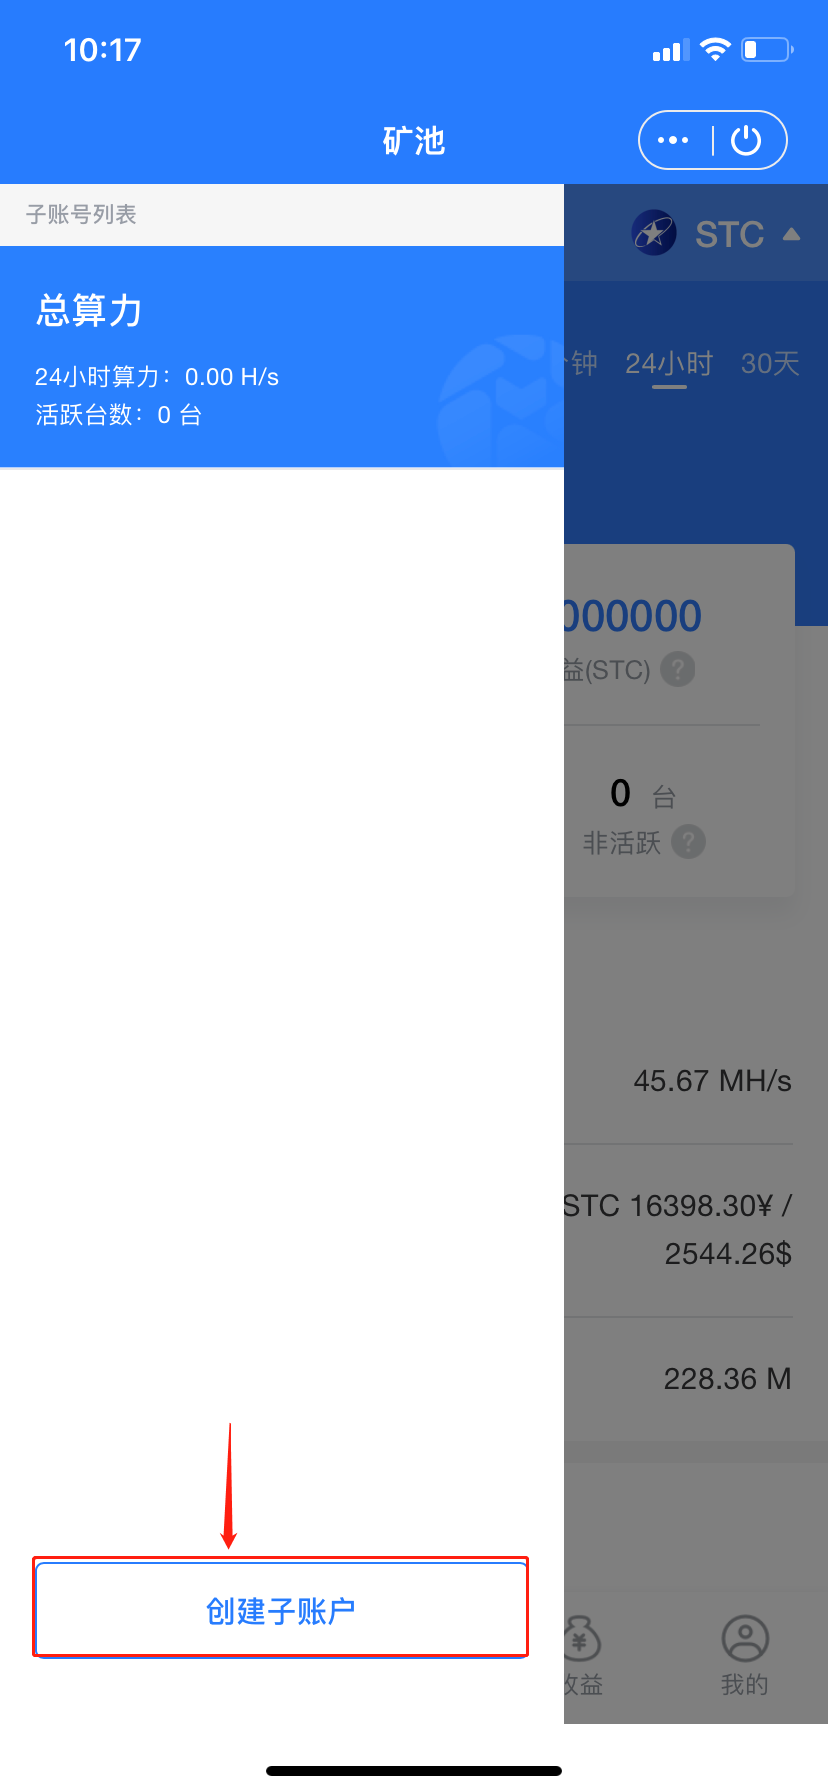 10:17
矿池
子账号列表
STC
总算力
24小时算力：0.00 H/s
活跃台数：0 台
钟 24小时 30天
000000
益(STC) ?
0 台
非活跃 ?
45.67 MH/s
STC 16398.30¥ /
2544.26$
228.36 M
创建子账户
收益
我的